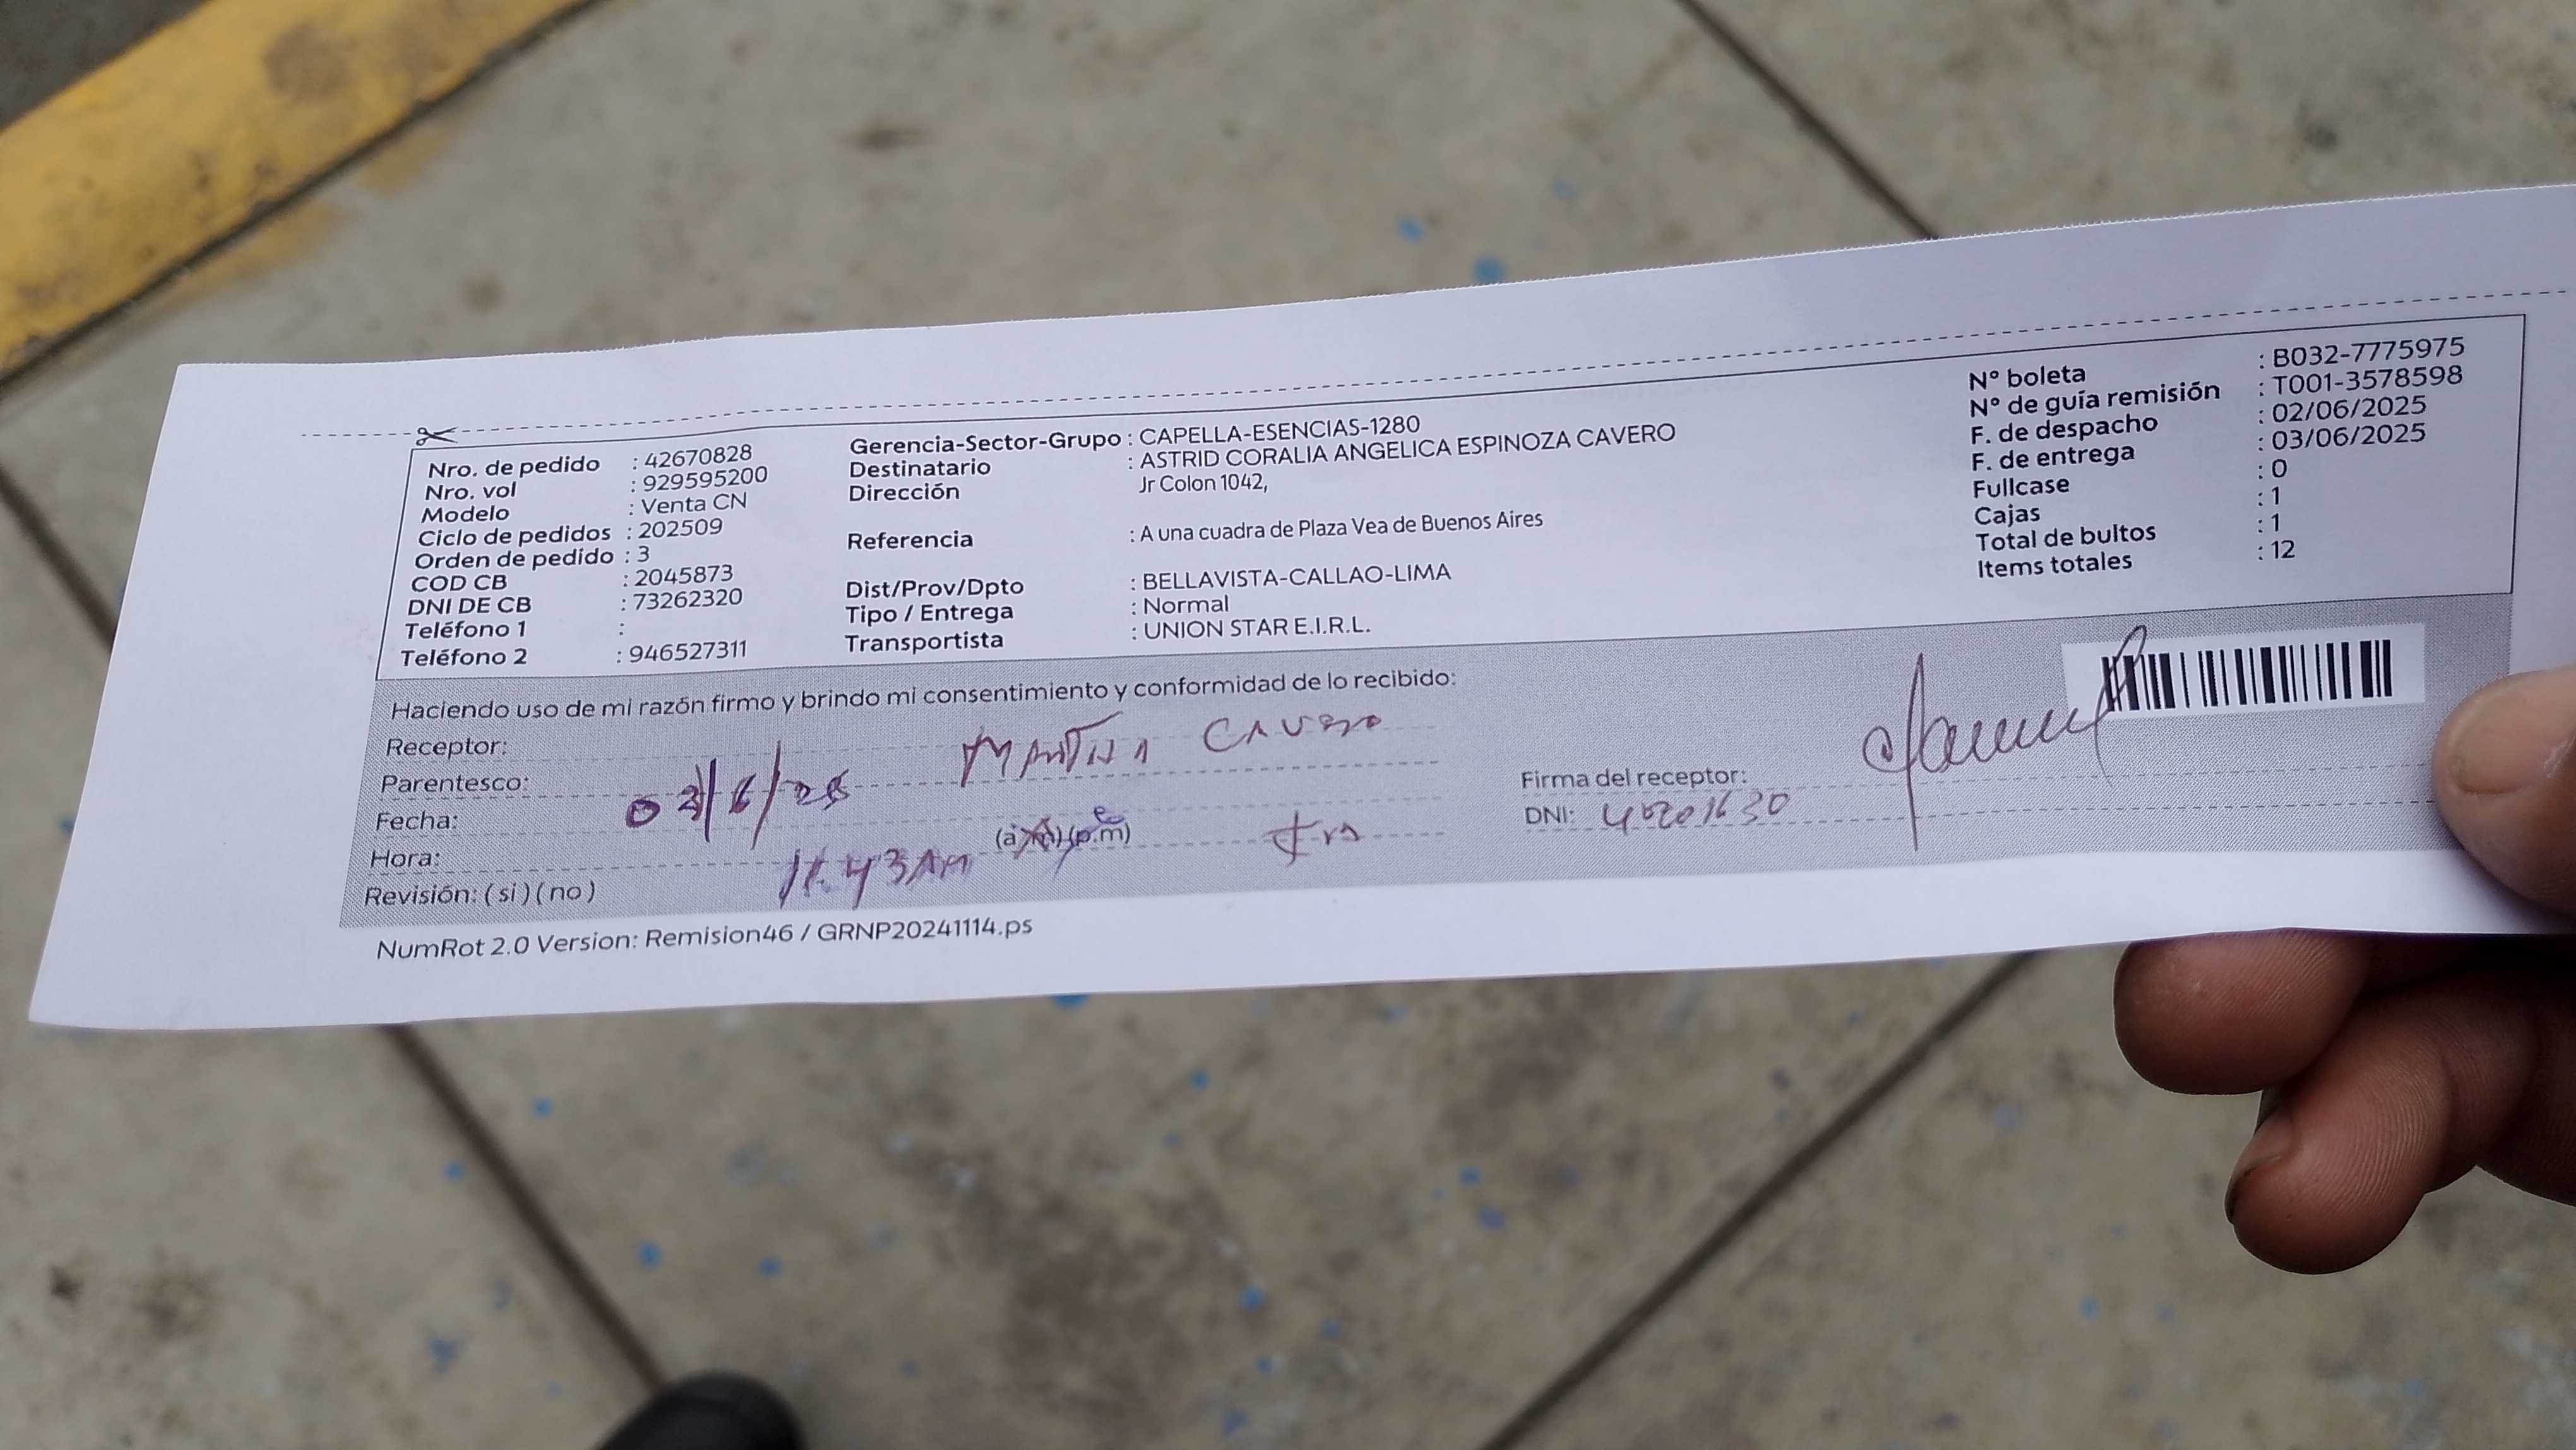 Nro. de pedido : 42670828
Nro. vol : 929595200
Modelo : Venta CN
Ciclo de pedidos : 202509
Orden de pedido : 3
COD CB : 2045873
DNI DE CB : 73262320
Teléfono 1 :
Teléfono 2 : 946527311
Gerencia-Sector-Grupo : CAPELLA-ESENCIAS-1280
Destinatario : ASTRID CORALIA ANGELICA ESPINOZA CAVERO
Dirección Jr Colon 1042,
Referencia : A una cuadra de Plaza Vea de Buenos Aires
Dist/Prov/Dpto : BELLAVISTA-CALLAO-LIMA
Tipo / Entrega : Normal
Transportista : UNION STAR E.I.R.L.
N° boleta : B032-7775975
N° de guía remisión : T001-3578598
F. de despacho : 02/06/2025
F. de entrega : 03/06/2025
Fullcase : 0
Cajas : 1
Total de bultos : 1
Items totales : 12
Haciendo uso de mi razón firmo y brindo mi consentimiento y conformidad de lo recibido:
Receptor: CAVERO
Parentesco:
Fecha: 03/6/25
Hora: 11:43AM (a.m) (p.m)
Revisión: ( si ) ( no )
Firma del receptor:
DNI: 40201630
NumRot 2.0 Version: Remision46 / GRNP20241114.ps